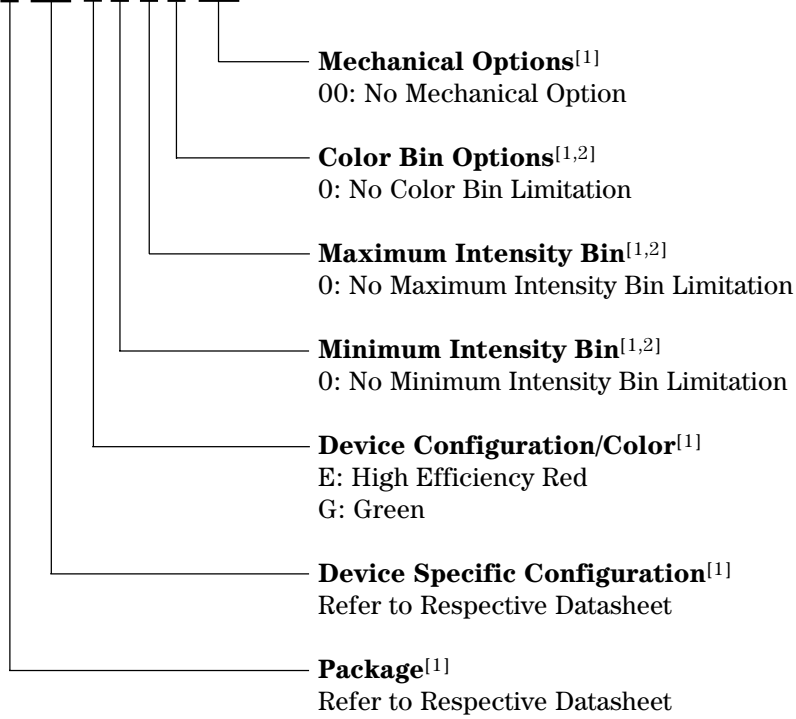 Mechanical Options[1]
00: No Mechanical Option
Color Bin Options[1,2]
0: No Color Bin Limitation
Maximum Intensity Bin[1,2]
0: No Maximum Intensity Bin Limitation
Minimum Intensity Bin[1,2]
0: No Minimum Intensity Bin Limitation
Device Configuration/Color[1]
E: High Efficiency Red
G: Green
Device Specific Configuration[1]
Refer to Respective Datasheet
Package[1]
Refer to Respective Datasheet